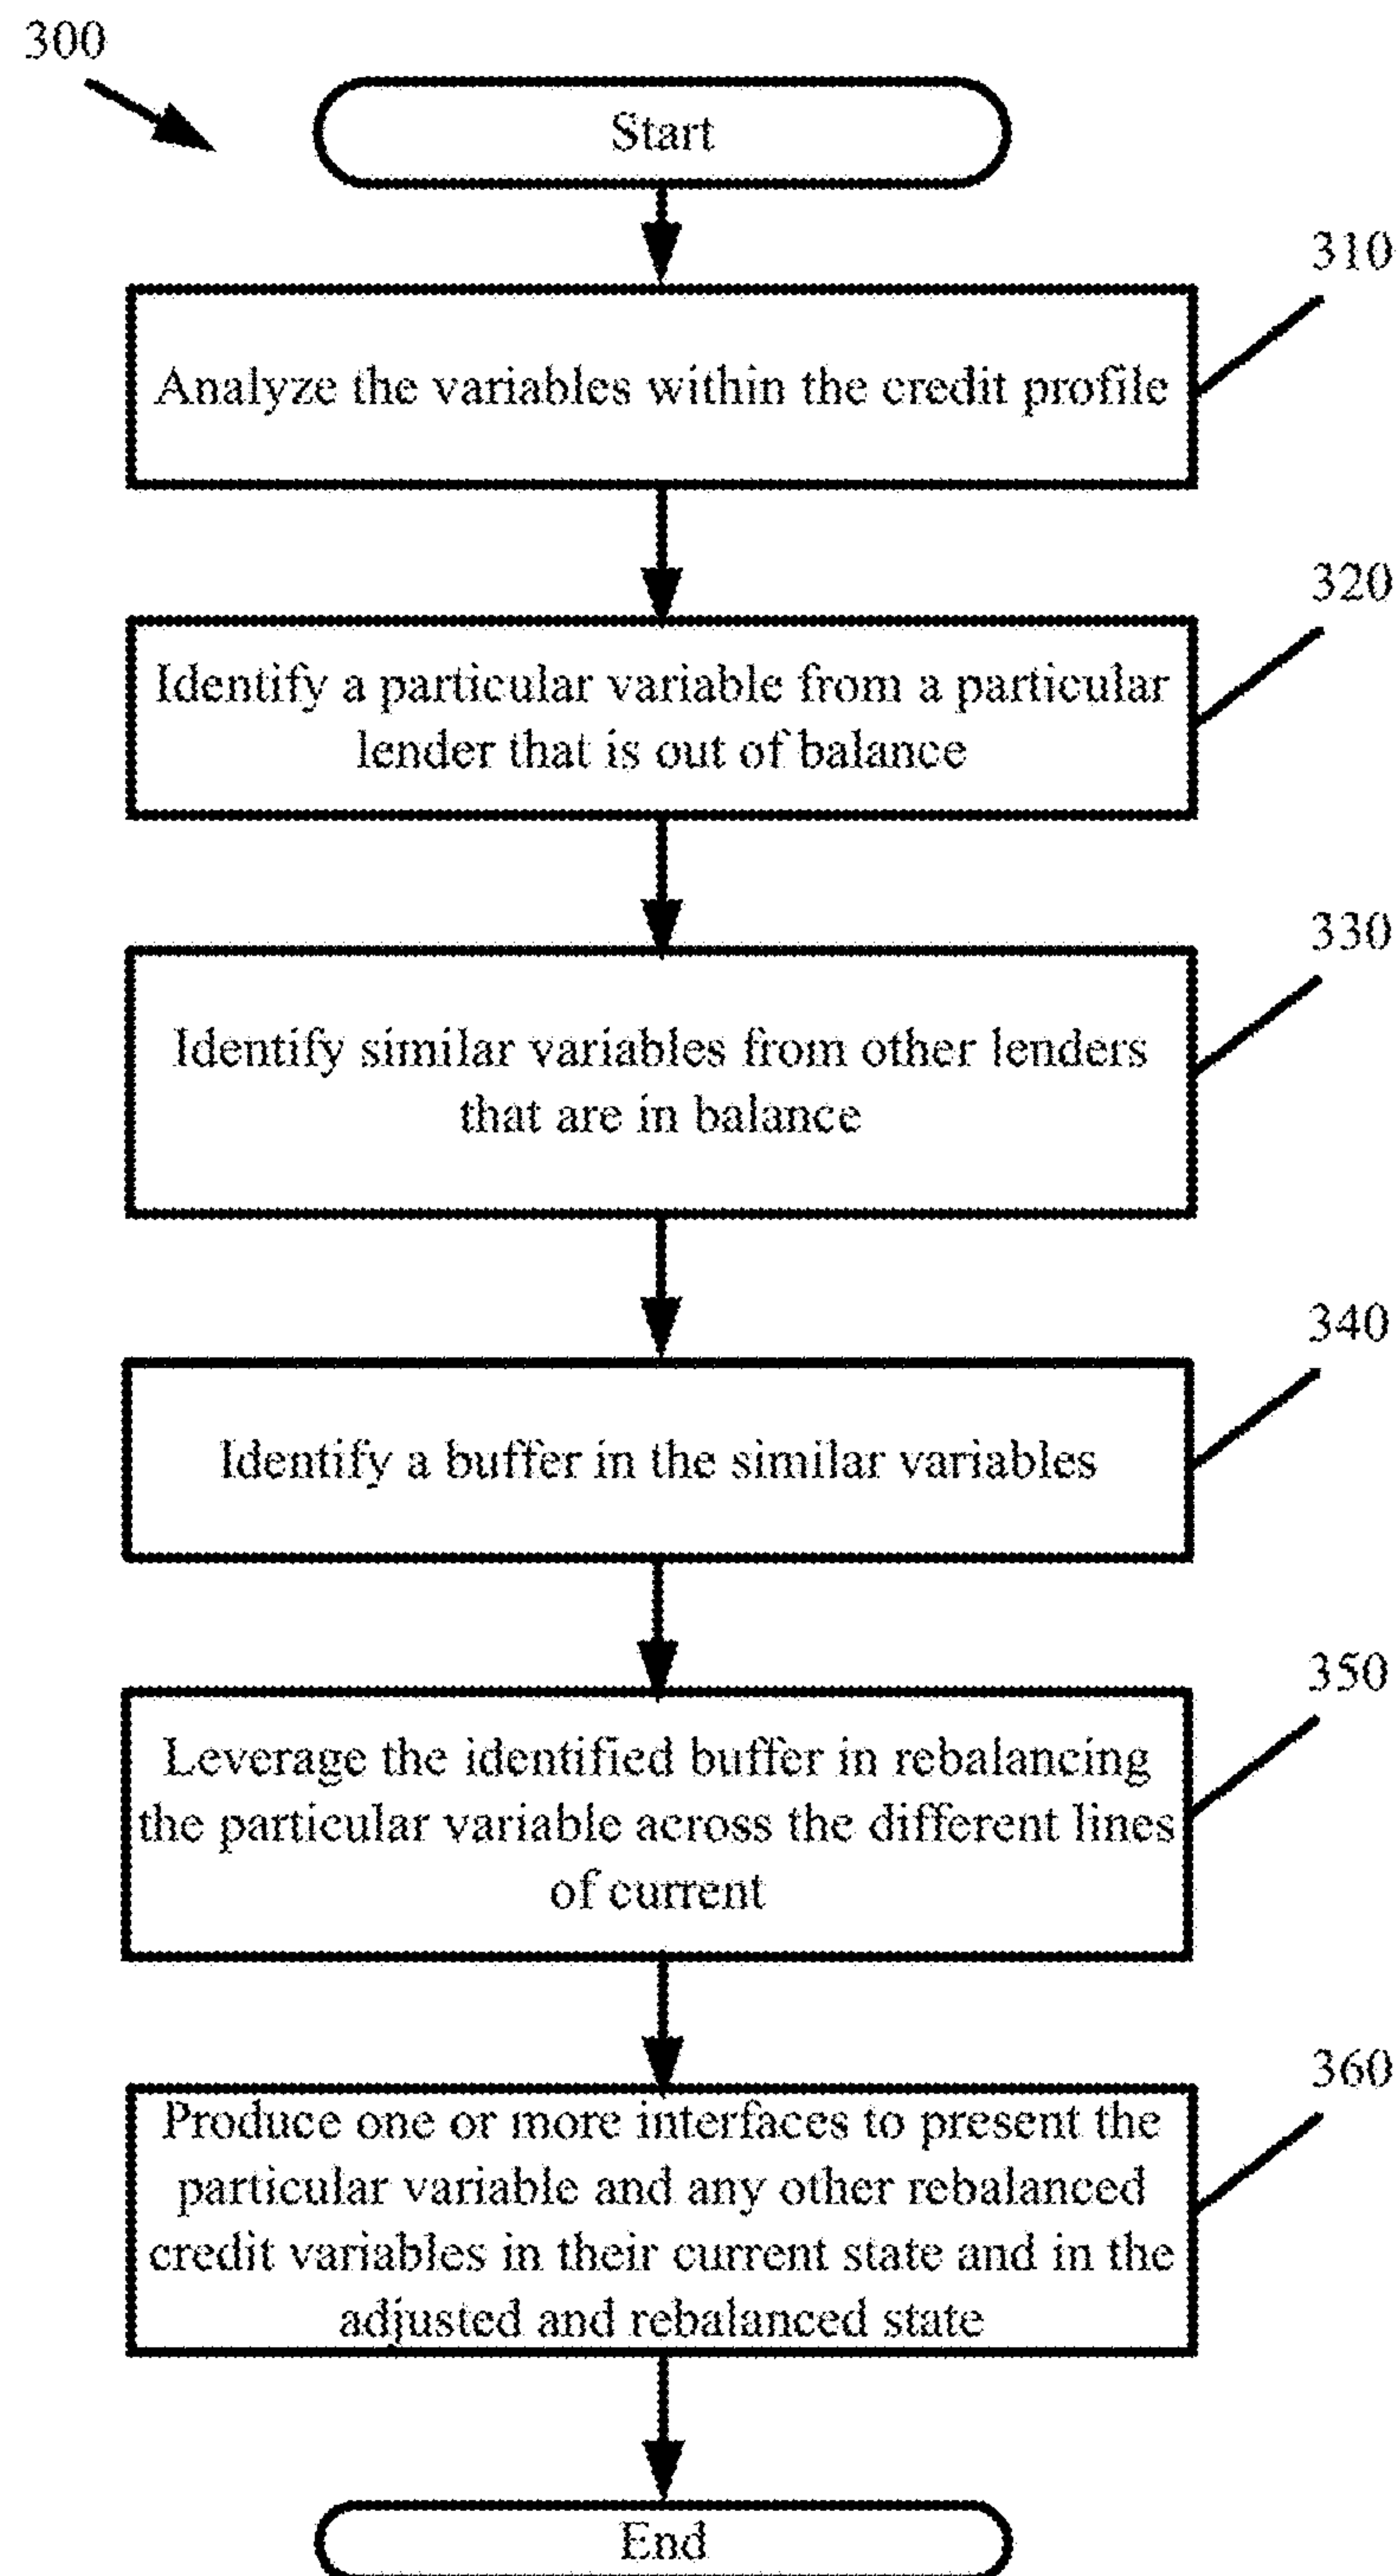 300
Start
310
Analyze the variables within the credit profile
320
Identify a particular variable from a particular
lender that is out of balance
330
Identify similar variables from other lenders
that are in balance
340
Identify a buffer in the similar variables
350
Leverage the identified buffer in rebalancing
the particular variable across the different lines
of current
360
Produce one or more interfaces to present the
particular variable and any other rebalanced
credit variables in their current state and in the
adjusted and rebalanced state
End